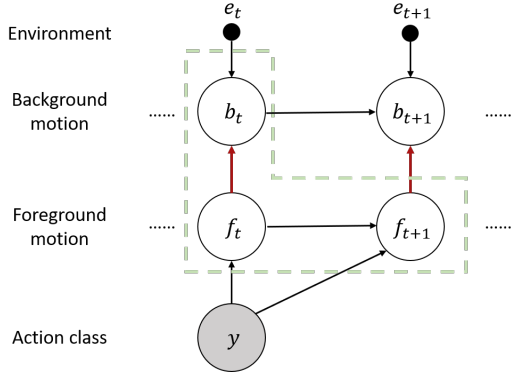 Environment
e_t
e_{t+1}
Background
motion
......
b_t
b_{t+1}
......
Foreground
motion
......
f_t
f_{t+1}
......
Action class
y